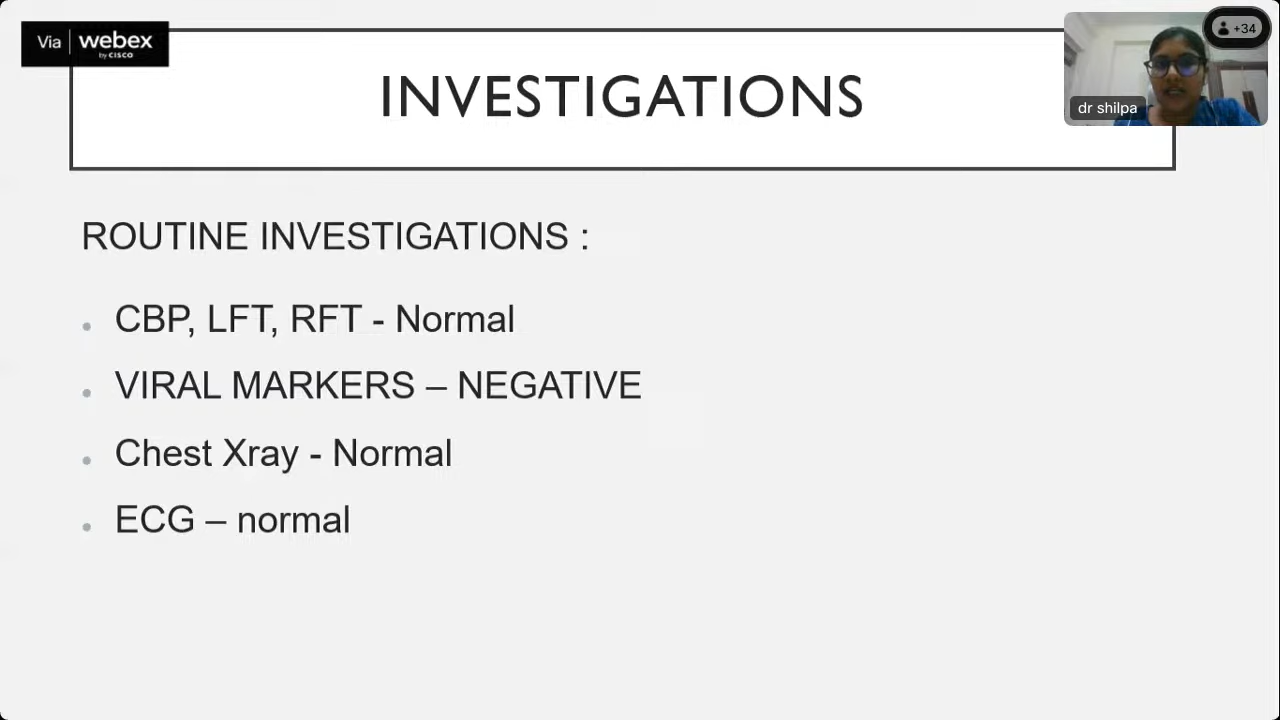 Via webex
by CISCO
+34
dr shilpa
INVESTIGATIONS
ROUTINE INVESTIGATIONS :
CBP, LFT, RFT - Normal
VIRAL MARKERS – NEGATIVE
Chest Xray - Normal
ECG – normal